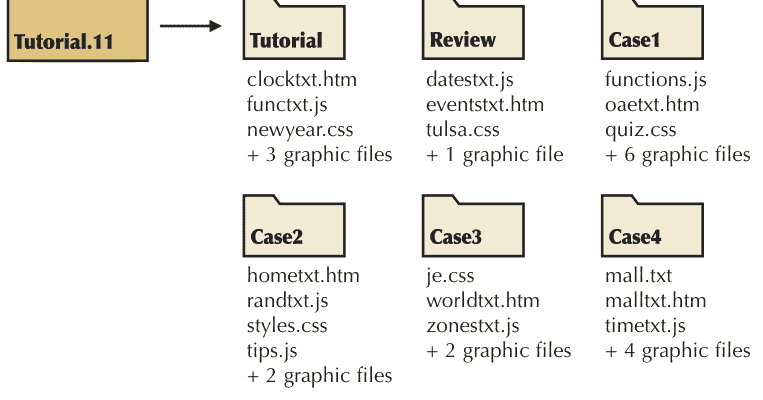 Tutorial.11
Tutorial
clocktxt.htm
functxt.js
newyear.css
+ 3 graphic files
Review
datestxt.js
eventstxt.htm
tulsa.css
+ 1 graphic file
Case1
functions.js
oaetxt.htm
quiz.css
+ 6 graphic files
Case2
hometxt.htm
randtxt.js
styles.css
tips.js
+ 2 graphic files
Case3
je.css
worldtxt.htm
zonestxt.js
+ 2 graphic files
Case4
mall.txt
malltxt.htm
timetxt.js
+ 4 graphic files